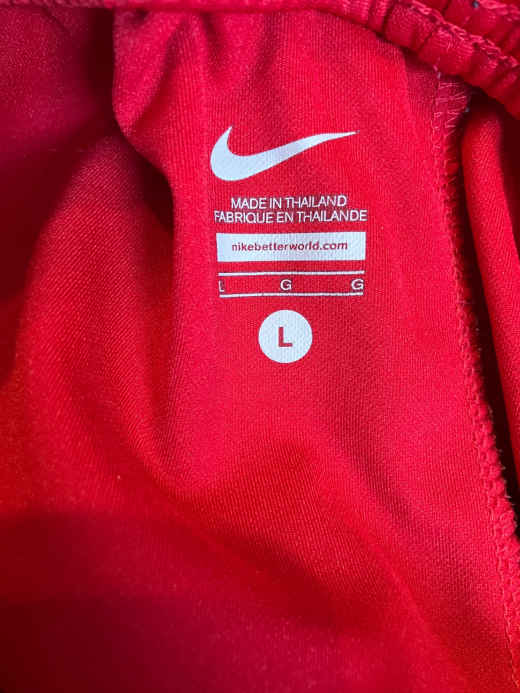 MADE IN THAILAND
FABRIQUE EN THAILANDE
nikebetterworld.com
L G G
L